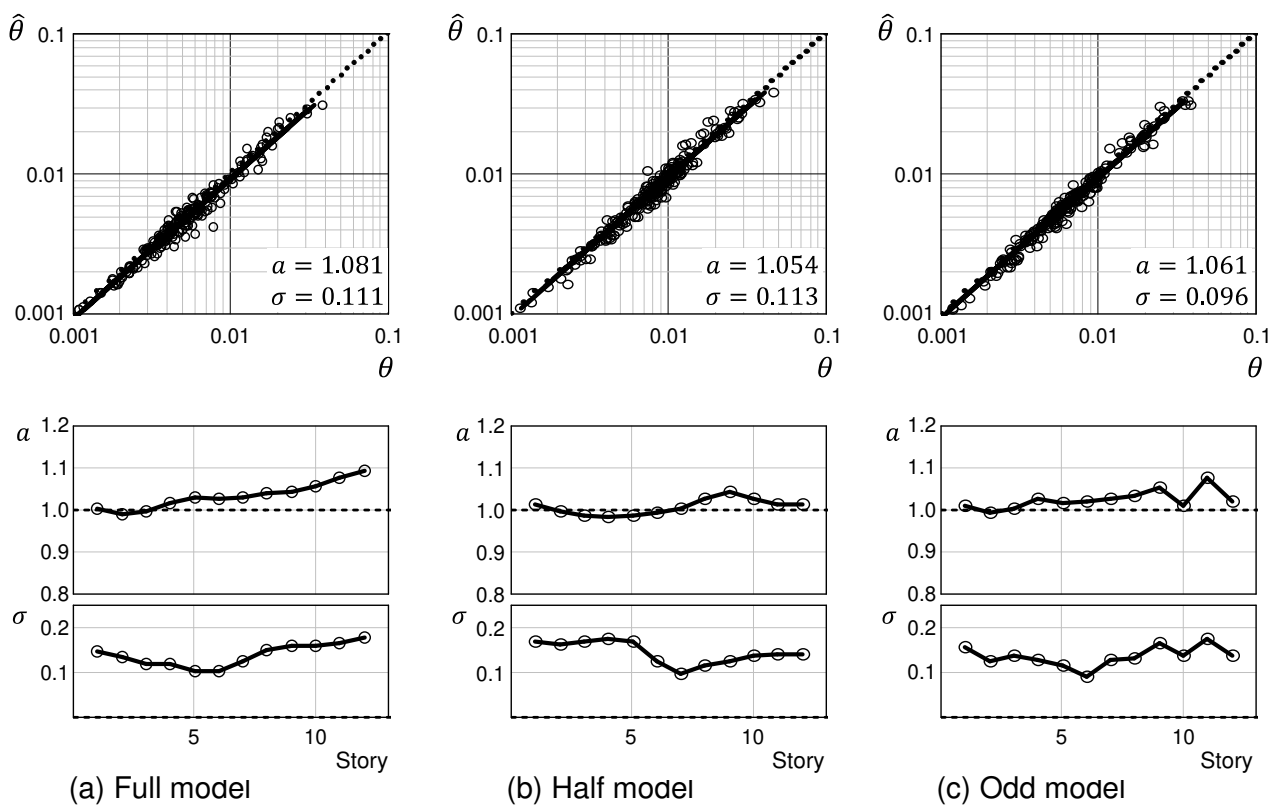 θ̂
0.1
0.01
0.001
a = 1.081
σ = 0.111
0.001
0.01
0.1
θ
θ̂
0.1
0.01
0.001
a = 1.054
σ = 0.113
0.001
0.01
0.1
θ
θ̂
0.1
0.01
0.001
a = 1.061
σ = 0.096
0.001
0.01
0.1
θ
a
1.2
1.1
1.0
0.9
0.8
σ
0.2
0.1
5
10
Story
(a) Full model
a
1.2
1.1
1.0
0.9
0.8
σ
0.2
0.1
5
10
Story
(b) Half model
a
1.2
1.1
1.0
0.9
0.8
σ
0.2
0.1
5
10
Story
(c) Odd model